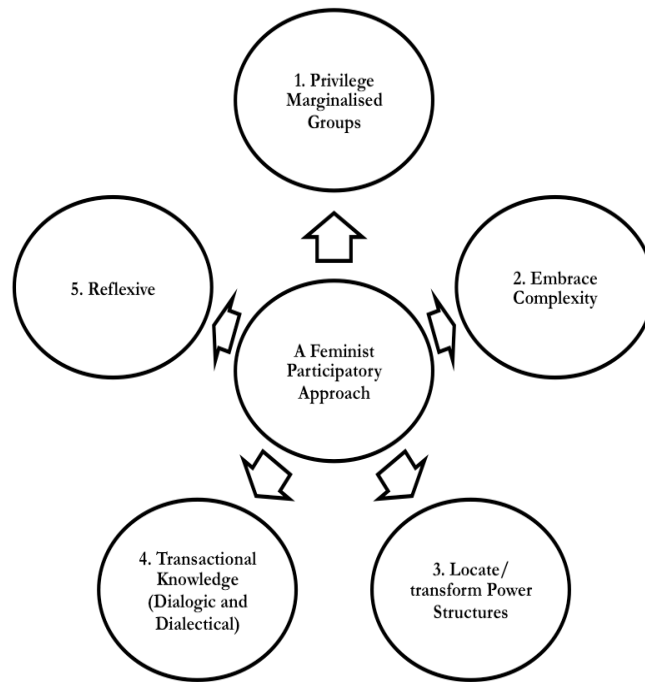 1. Privilege
Marginalised
Groups
2. Embrace
Complexity
3. Locate/
transform Power
Structures
4. Transactional
Knowledge
(Dialogic and
Dialectical)
5. Reflexive
A Feminist
Participatory
Approach